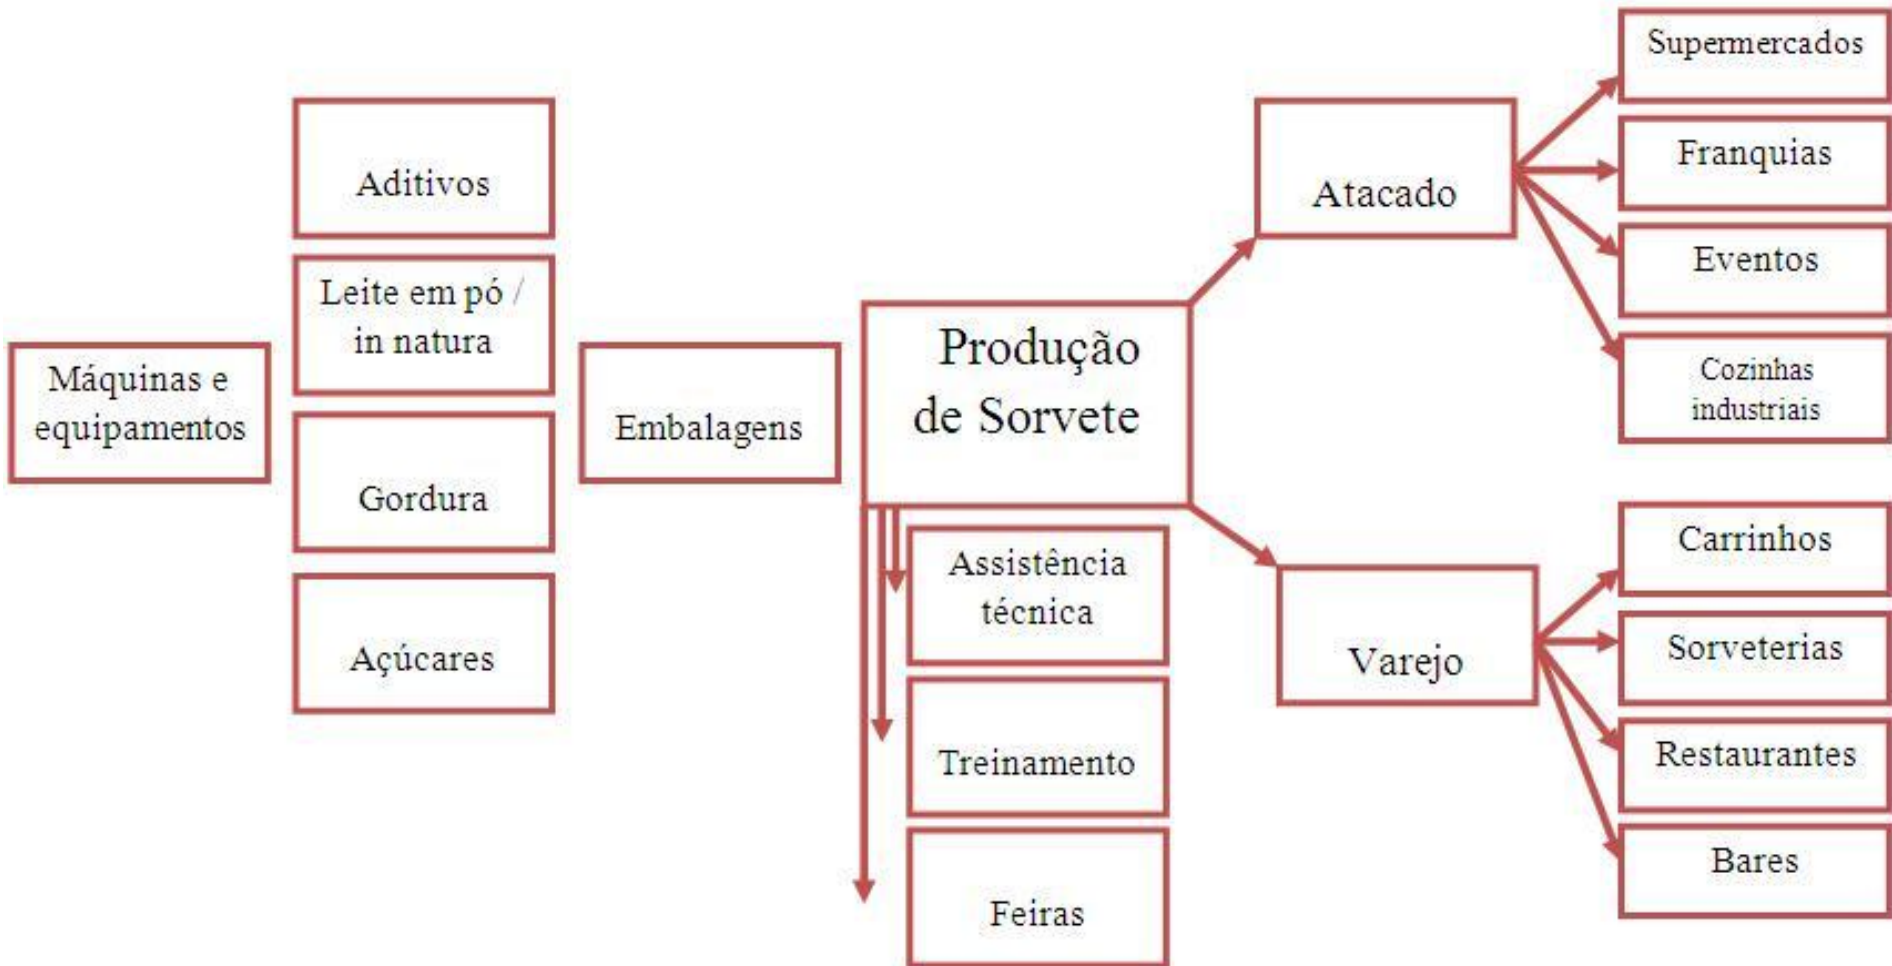 Máquinas e
equipamentos
Aditivos
Leite em pó /
in natura
Gordura
Açúcares
Embalagens
Produção
de Sorvete
Assistência
técnica
Treinamento
Feiras
Atacado
Supermercados
Franquias
Eventos
Cozinhas
industriais
Varejo
Carrinhos
Sorveterias
Restaurantes
Bares